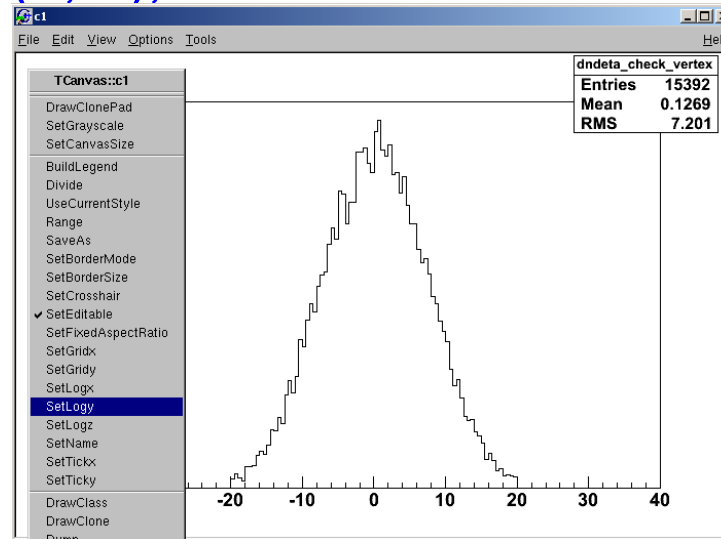 c1
File Edit View Options Tools
TCanvas::c1
DrawClonePad
SetGrayscale
SetCanvasSize
BuildLegend
Divide
UseCurrentStyle
Range
SaveAs
SetBorderMode
SetBorderSize
SetCrosshair
SetEditable
SetFixedAspectRatio
SetGridx
SetGridy
SetLogx
SetLogy
SetLogz
SetName
SetTickx
SetTicky
DrawClass
DrawClone
dndeta_check_vertex
Entries 15392
Mean 0.1269
RMS 7.201
-20 -10 0 10 20 30 40